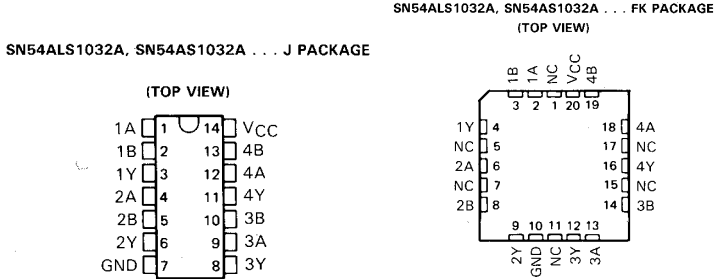 SN54ALS1032A, SN54AS1032A . . . J PACKAGE
(TOP VIEW)
1A 1 14 VCC
1B 2 13 4B
1Y 3 12 4A
2A 4 11 4Y
2B 5 10 3B
2Y 6 9 3A
GND 7 8 3Y
SN54ALS1032A, SN54AS1032A . . . FK PACKAGE
(TOP VIEW)
1B 1A NC VCC 4B
3 2 1 20 19
1Y 4 18 4A
NC 5 17 NC
2A 6 16 4Y
NC 7 15 NC
2B 8 14 3B
9 10 11 12 13
2Y GND NC 3Y 3A